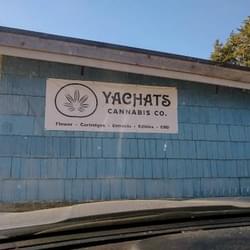 YACHATS
CANNABIS CO.
Flower - Cartridges - Extracts - Edibles - CBD